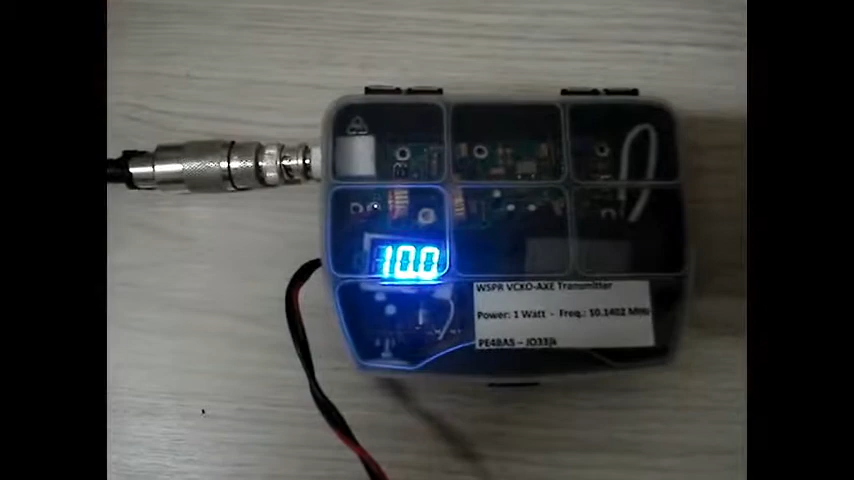 10.0
WSPR VCXO-AXE Transmitter
Power: 1 Watt - Freq.: 10.1402 MHz
PE4BAS - JO33jk